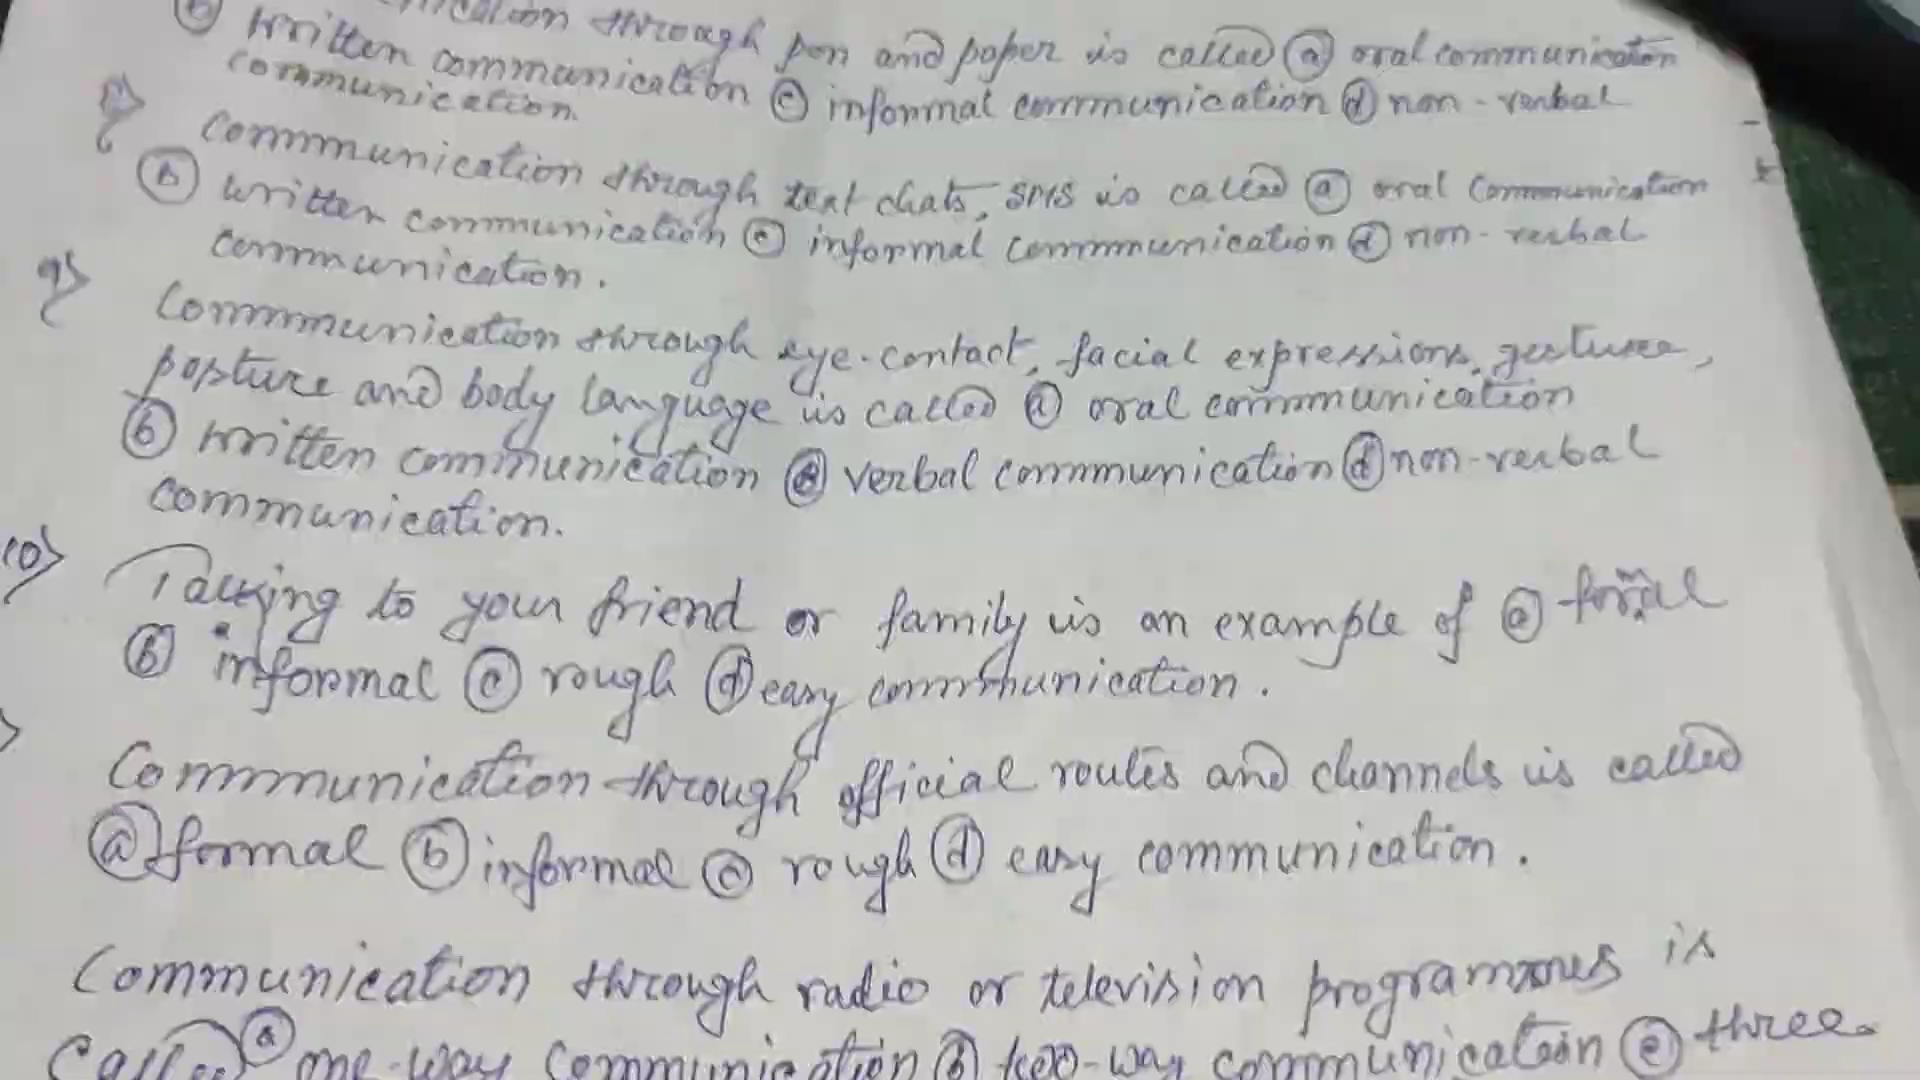 through pen and paper is called ⓐ oral communication
ⓑ written communication ⓒ informal communication ⓓ non-verbal
communication.
Communication through text chats, SMS is called ⓐ oral Communication
ⓑ written communication ⓒ informal communication ⓓ non-verbal
communication.
9> Communication through eye-contact, facial expressions, gestures,
posture and body language is called ⓐ oral communication
ⓑ written communication ⓒ verbal communication ⓓ non-verbal
communication.
10> Talking to your friend or family is an example of ⓐ formal
ⓑ informal ⓒ rough ⓓ easy communication.
Communication through official routes and channels is called
ⓐ formal ⓑ informal ⓒ rough ⓓ easy communication.
Communication through radio or television programmes is
Called ⓐ one-way communication ⓑ two-way communication ⓒ three-